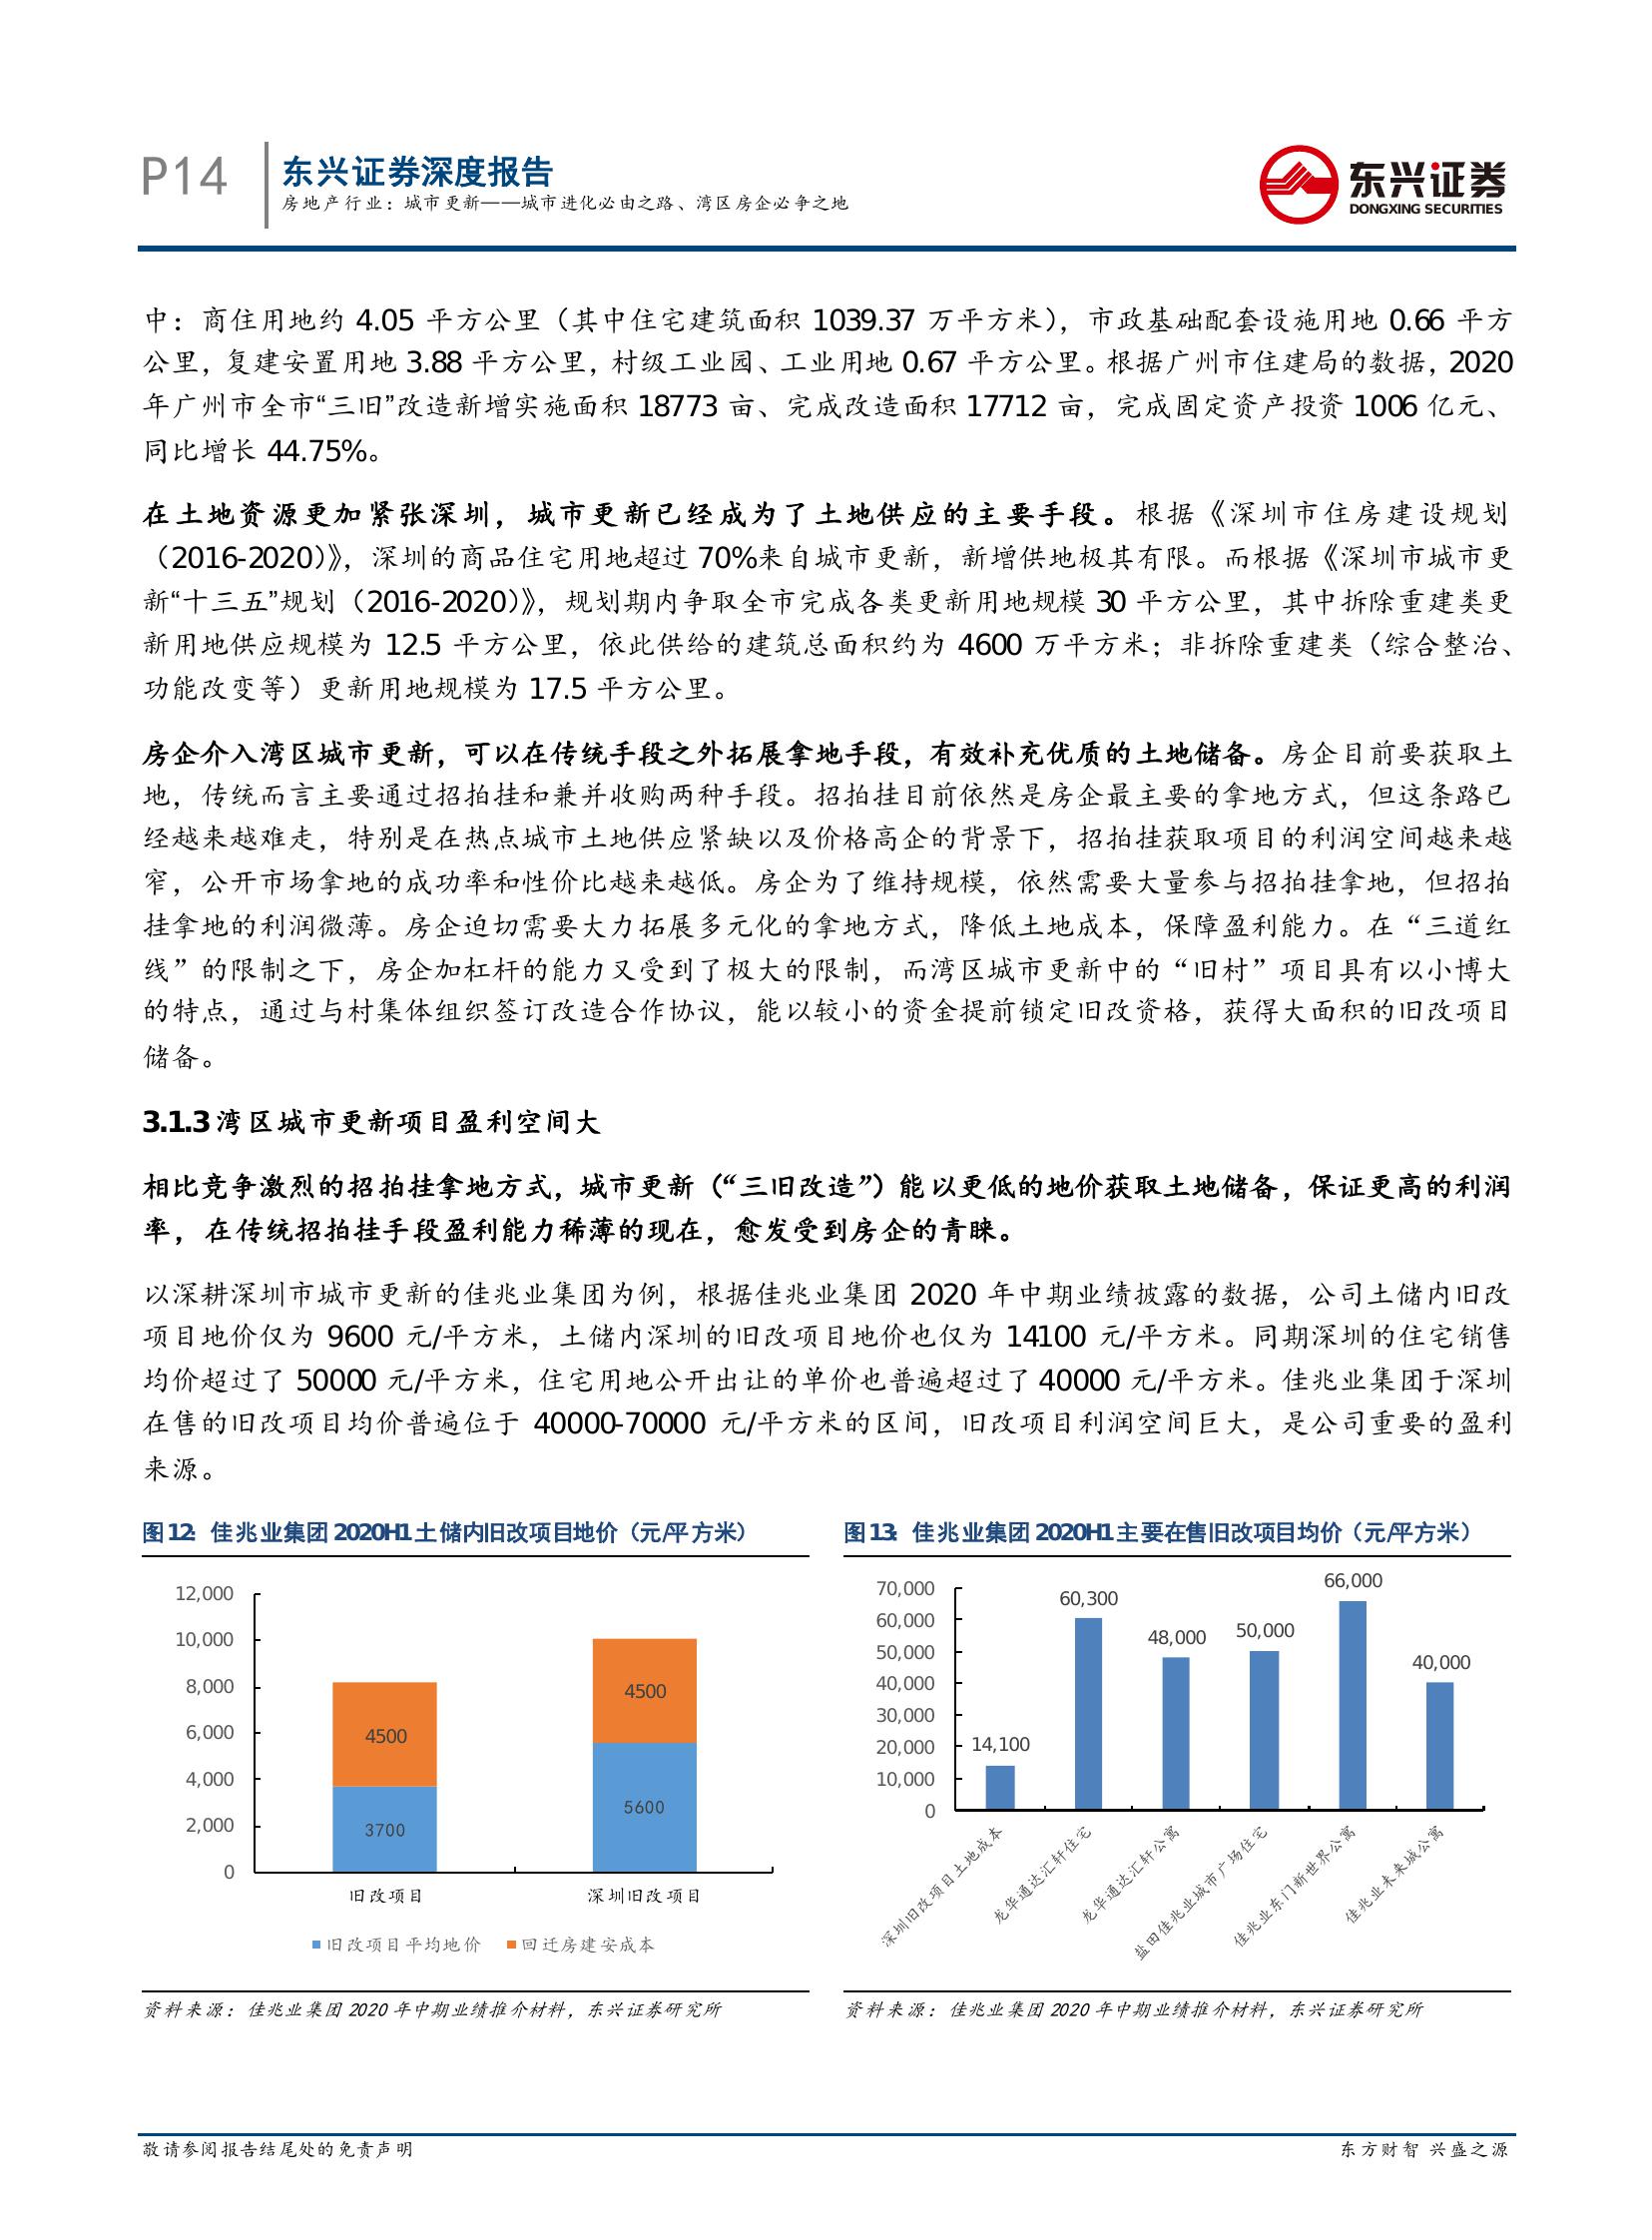 P14
东兴证券深度报告
房地产行业：城市更新——城市进化必由之路、湾区房企必争之地
东兴证券
DONGXING SECURITIES
中：商住用地约 4.05 平方公里（其中住宅建筑面积 1039.37 万平方米），市政基础配套设施用地 0.66 平方
公里，复建安置用地 3.88 平方公里，村级工业园、工业用地 0.67 平方公里。根据广州市住建局的数据，2020
年广州市全市“三旧”改造新增实施面积 18773 亩、完成改造面积 17712 亩，完成固定资产投资 1006 亿元、
同比增长 44.75%。
在土地资源更加紧张深圳，城市更新已经成为了土地供应的主要手段。根据《深圳市住房建设规划
（2016-2020）》，深圳的商品住宅用地超过 70%来自城市更新，新增供地极其有限。而根据《深圳市城市更
新“十三五”规划（2016-2020）》，规划期内争取全市完成各类更新用地规模 30 平方公里，其中拆除重建类更
新用地供应规模为 12.5 平方公里，依此供给的建筑总面积约为 4600 万平方米；非拆除重建类（综合整治、
功能改变等）更新用地规模为 17.5 平方公里。
房企介入湾区城市更新，可以在传统手段之外拓展拿地手段，有效补充优质的土地储备。房企目前要获取土
地，传统而言主要通过招拍挂和兼并收购两种手段。招拍挂目前依然是房企最主要的拿地方式，但这条路已
经越来越难走，特别是在热点城市土地供应紧缺以及价格高企的背景下，招拍挂获取项目的利润空间越来越
窄，公开市场拿地的成功率和性价比越来越低。房企为了维持规模，依然需要大量参与招拍挂拿地，但招拍
挂拿地的利润微薄。房企迫切需要大力拓展多元化的拿地方式，降低土地成本，保障盈利能力。在“三道红
线”的限制之下，房企加杠杆的能力又受到了极大的限制，而湾区城市更新中的“旧村”项目具有以小博大
的特点，通过与村集体组织签订改造合作协议，能以较小的资金提前锁定旧改资格，获得大面积的旧改项目
储备。
3.1.3 湾区城市更新项目盈利空间大
相比竞争激烈的招拍挂拿地方式，城市更新（“三旧改造”）能以更低的地价获取土地储备，保证更高的利润
率，在传统招拍挂手段盈利能力稀薄的现在，愈发受到房企的青睐。
以深耕深圳市城市更新的佳兆业集团为例，根据佳兆业集团 2020 年中期业绩披露的数据，公司土储内旧改
项目地价仅为 9600 元/平方米，土储内深圳的旧改项目地价也仅为 14100 元/平方米。同期深圳的住宅销售
均价超过了 50000 元/平方米，住宅用地公开出让的单价也普遍超过了 40000 元/平方米。佳兆业集团于深圳
在售的旧改项目均价普遍位于 40000-70000 元/平方米的区间，旧改项目利润空间巨大，是公司重要的盈利
来源。
图 12：佳兆业集团 2020H1 土储内旧改项目地价（元/平方米）
12,000
10,000
8,000
6,000
4,000
2,000
0
4500
3700
4500
5600
旧改项目
深圳旧改项目
旧改项目平均地价
回迁房建安成本
资料来源：佳兆业集团 2020 年中期业绩推介材料，东兴证券研究所
图 13：佳兆业集团 2020H1 主要在售旧改项目均价（元/平方米）
70,000
60,000
50,000
40,000
30,000
20,000
10,000
0
14,100
60,300
48,000
50,000
66,000
40,000
深圳旧改项目土地成本
龙华通达汇轩住宅
龙华通达汇轩公寓
盐田佳兆业城市广场住宅
佳兆业东门新世界公寓
佳兆业未来城公寓
资料来源：佳兆业集团 2020 年中期业绩推介材料，东兴证券研究所
敬请参阅报告结尾处的免责声明
东方财智 兴盛之源